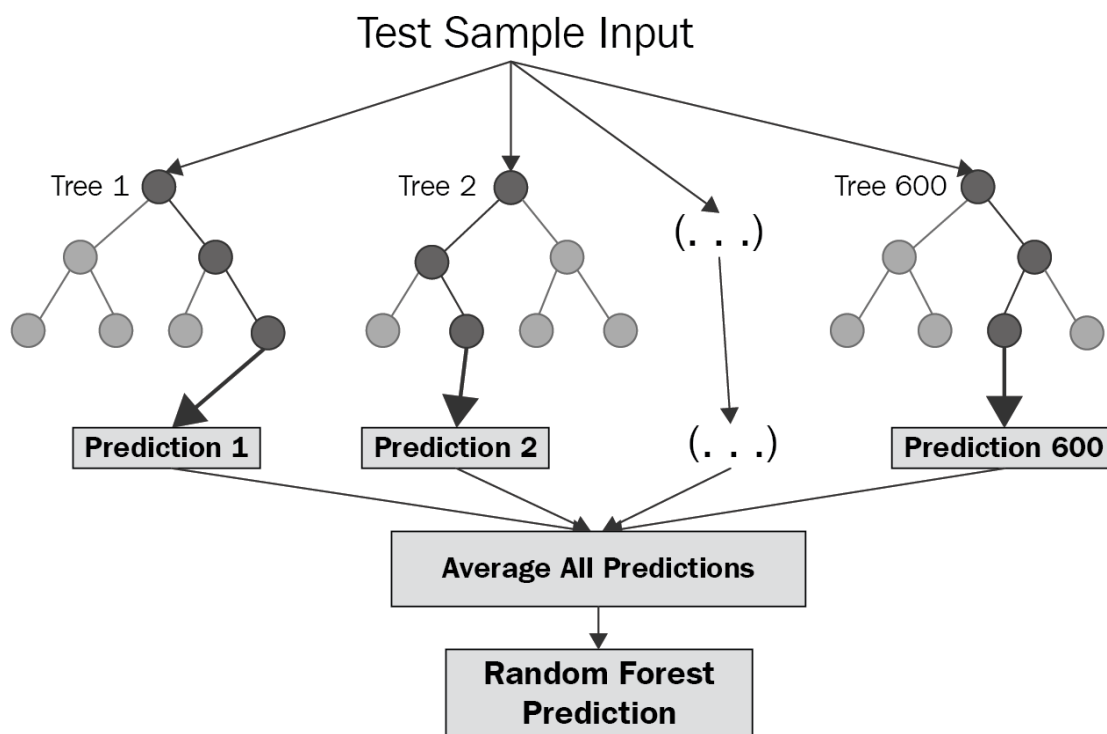 Test Sample Input
Tree 1
Tree 2
(. . .)
Tree 600
Prediction 1
Prediction 2
(. . .)
Prediction 600
Average All Predictions
Random Forest
Prediction